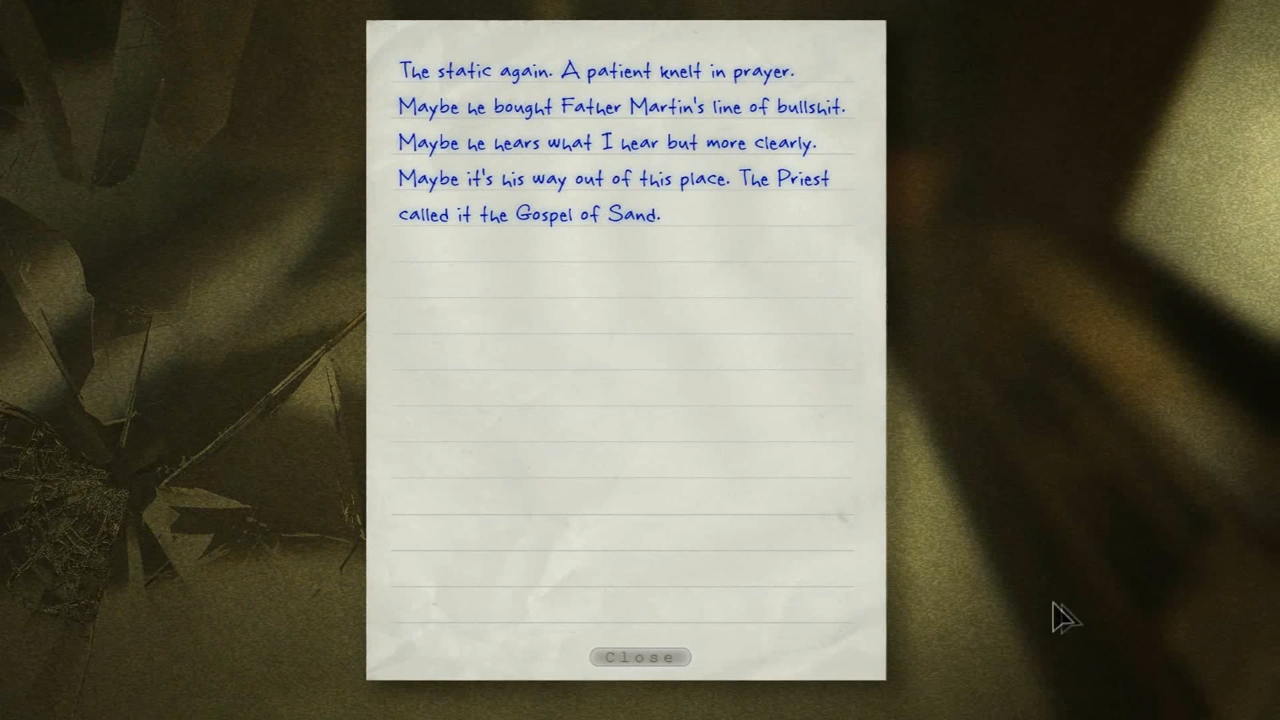 The static again. A patient knelt in prayer.
Maybe he bought Father Martin's line of bullshit.
Maybe he hears what I hear but more clearly.
Maybe it's his way out of this place. The Priest
called it the Gospel of Sand.
Close